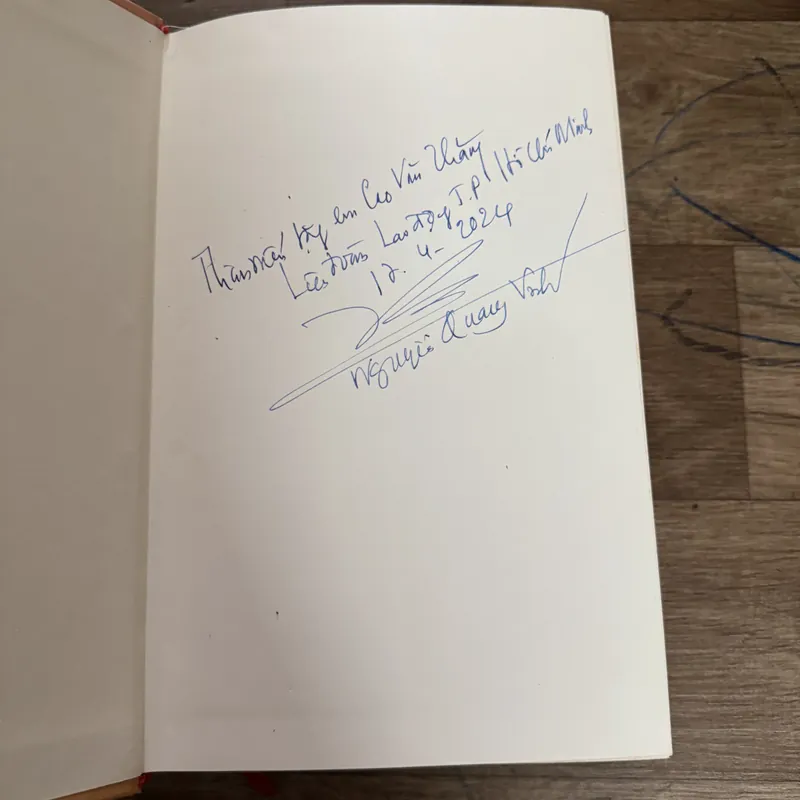 Thân mến tặng em Cao Văn Thắng
Liên đoàn Lao động T.P Hồ Chí Minh
12.4-2024
Nguyễn Quang Vinh